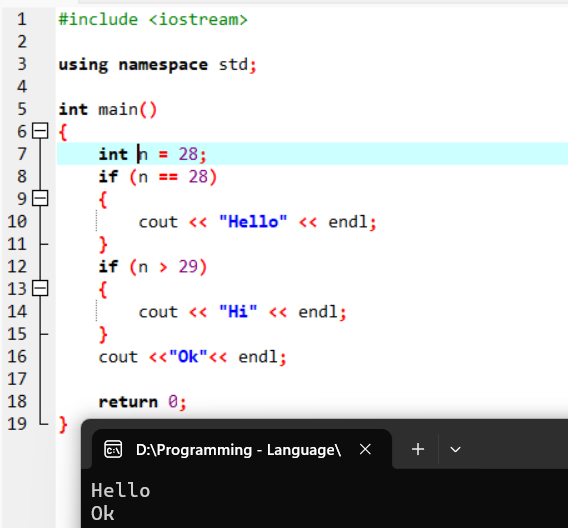 1 #include <iostream>
2
3 using namespace std;
4
5 int main()
6 {
7 int n = 28;
8 if (n == 28)
9 {
10 cout << "Hello" << endl;
11 }
12 if (n > 29)
13 {
14 cout << "Hi" << endl;
15 }
16 cout <<"Ok"<< endl;
17
18 return 0;
19 }
D:\Programming - Language\
Hello
Ok